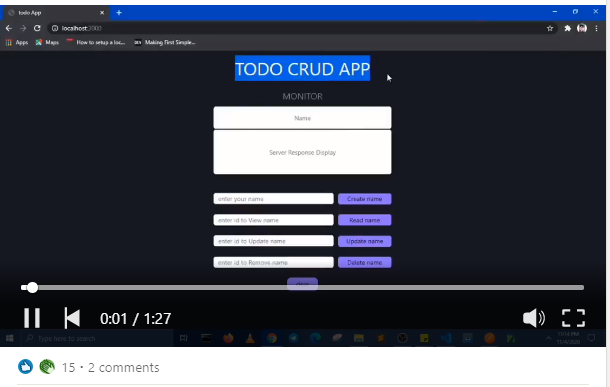 todo App
localhost:3000
Apps
Maps
How to setup a loc...
Making First Simple...
TODO CRUD APP
MONITOR
Name
Server Response Display
enter your name
Create name
enter id to View name
Read name
enter id to Update name
Update name
enter id to Remove name
Delete name
0:01 / 1:27
Type here to search
15 • 2 comments